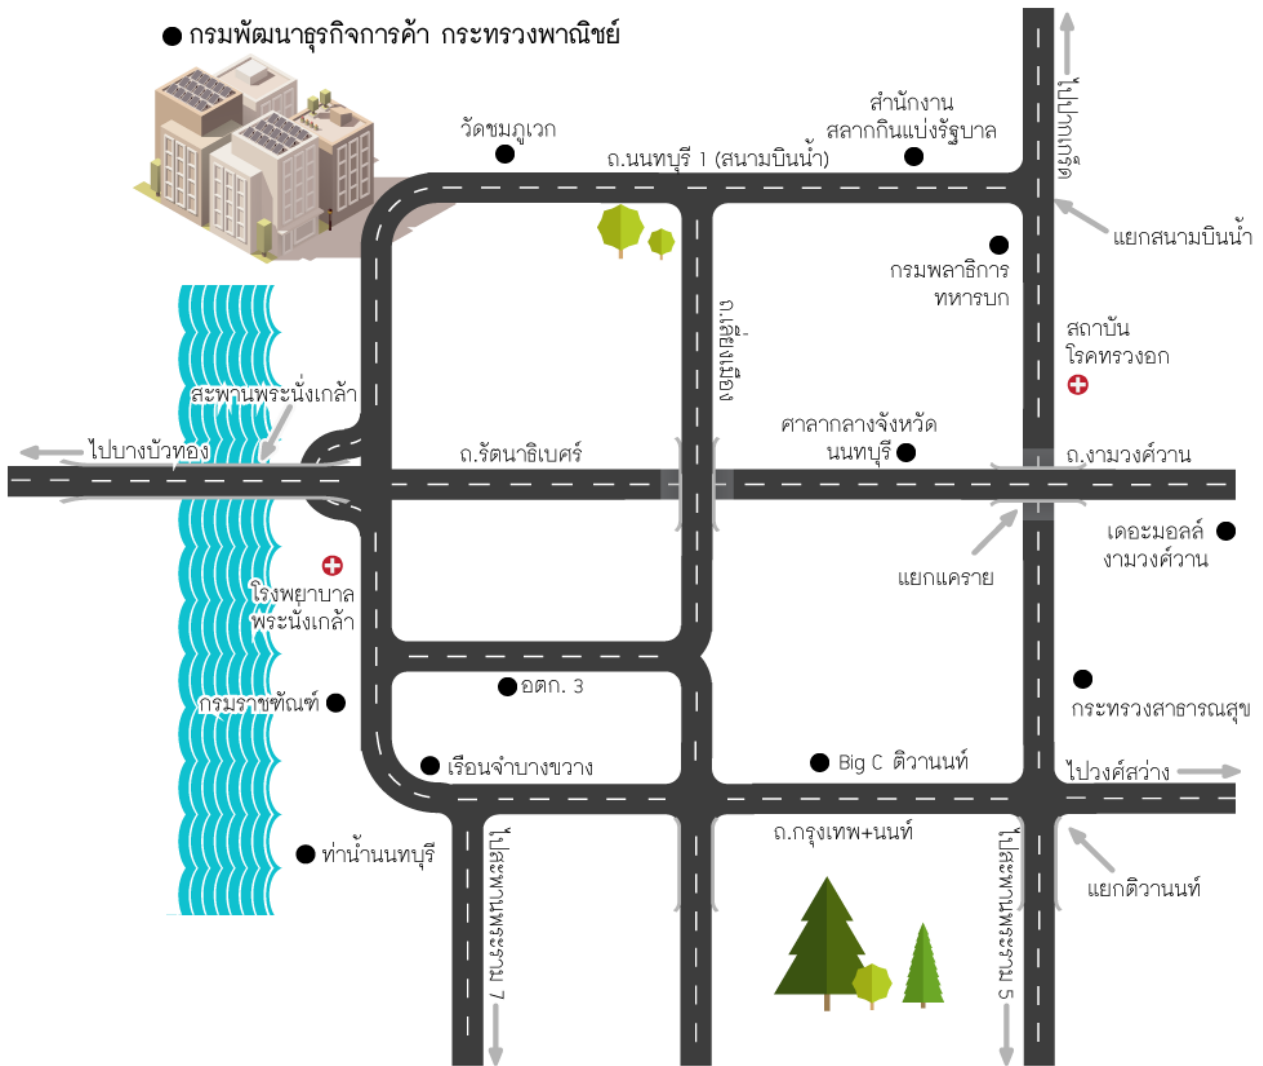 กรมพัฒนาธุรกิจการค้า กระทรวงพาณิชย์
สำนักงาน
สลากกินแบ่งรัฐบาล
วัดชมภูเวก
ถ.นนทบุรี 1 (สนามบินน้ำ)
ไปปากเกร็ด
แยกสนามบินน้ำ
กรมพลาธิการ
ทหารบก
ถ.เลี่ยงเมือง
สถาบัน
โรคทรวงอก
สะพานพระนั่งเกล้า
ศาลากลางจังหวัด
นนทบุรี
ไปบางบัวทอง
ถ.รัตนาธิเบศร์
ถ.งามวงศ์วาน
เดอะมอลล์
งามวงศ์วาน
แยกแคราย
โรงพยาบาล
พระนั่งเกล้า
อตก. 3
กรมราชฑัณฑ์
กระทรวงสาธารณสุข
เรือนจำบางขวาง
Big C ติวานนท์
ไปวงศ์สว่าง
ถ.กรุงเทพ+นนท์
ท่าน้ำนนทบุรี
แยกติวานนท์
ไปสะพานพระราม 7
ไปสะพานพระราม 5